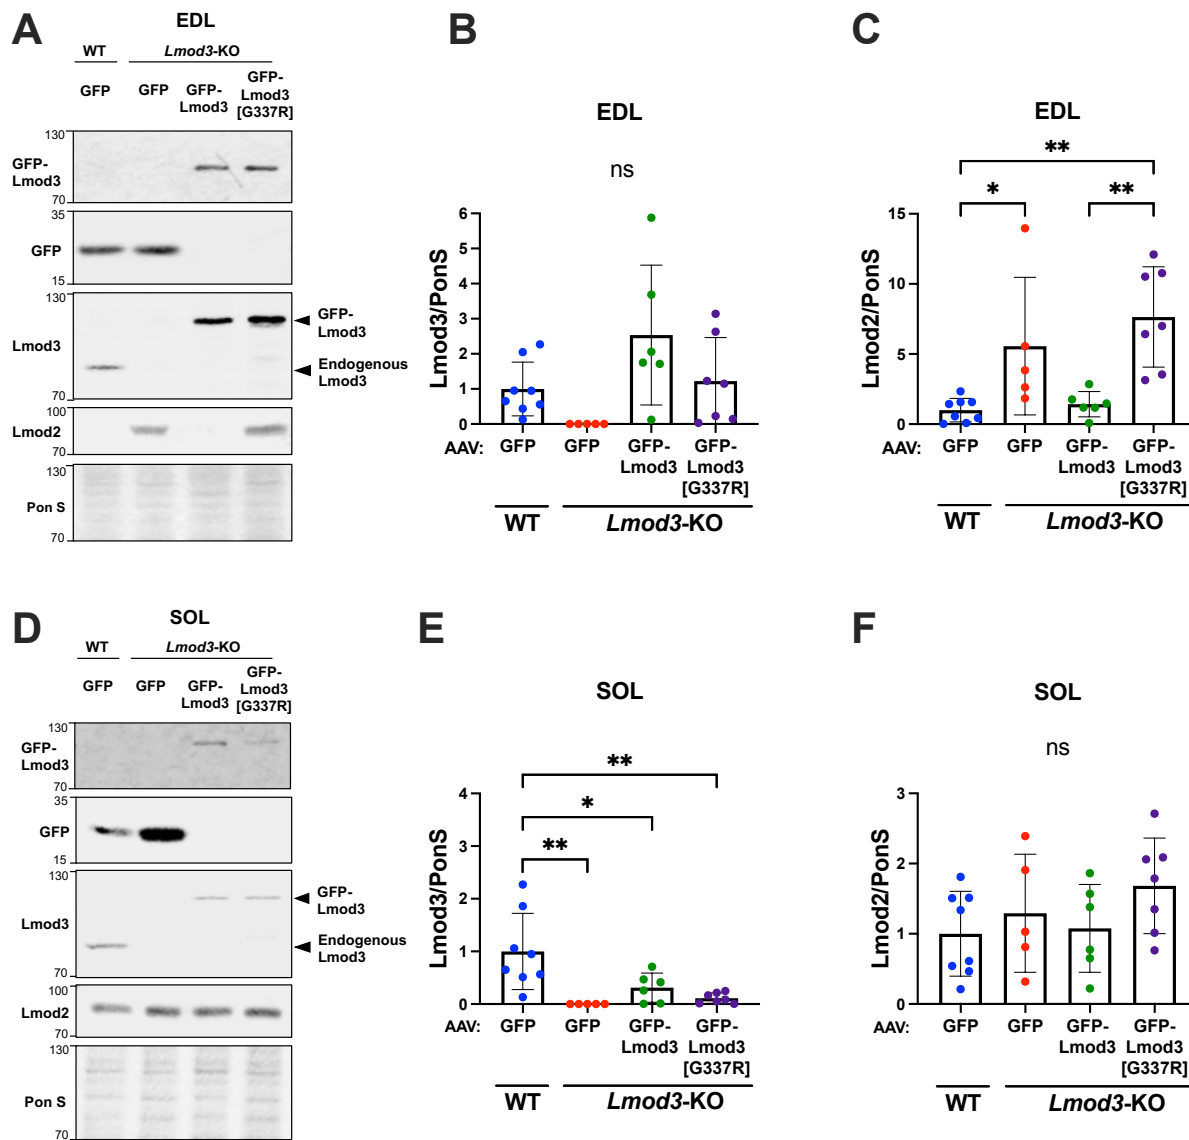 A
EDL
WT
Lmod3-KO
GFP
GFP
GFP-
Lmod3
GFP-
Lmod3
[G337R]
130
GFP-
Lmod3
70
35
GFP
15
130
GFP-
Lmod3
Lmod3
Endogenous
Lmod3
70
100
Lmod2
70
130
Pon S
70
B
EDL
ns
Lmod3/PonS
6
5
4
3
2
1
0
AAV:
GFP
GFP
GFP-
Lmod3
GFP-
Lmod3
[G337R]
WT
Lmod3-KO
C
EDL
**
*
**
Lmod2/PonS
15
10
5
0
AAV:
GFP
GFP
GFP-
Lmod3
GFP-
Lmod3
[G337R]
WT
Lmod3-KO
D
SOL
WT
Lmod3-KO
GFP
GFP
GFP-
Lmod3
GFP-
Lmod3
[G337R]
130
GFP-
Lmod3
70
35
GFP
15
130
GFP-
Lmod3
Lmod3
Endogenous
Lmod3
70
100
Lmod2
70
130
Pon S
70
E
SOL
**
*
**
Lmod3/PonS
4
3
2
1
0
AAV:
GFP
GFP
GFP-
Lmod3
GFP-
Lmod3
[G337R]
WT
Lmod3-KO
F
SOL
ns
Lmod2/PonS
3
2
1
0
AAV:
GFP
GFP
GFP-
Lmod3
GFP-
Lmod3
[G337R]
WT
Lmod3-KO